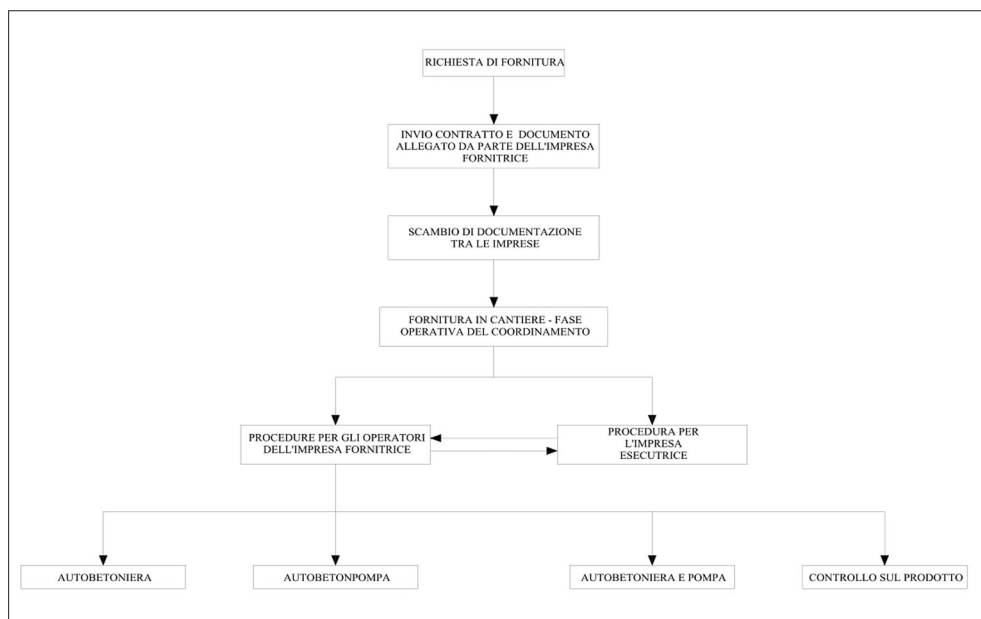 RICHIESTA DI FORNITURA
INVIO CONTRATTO E DOCUMENTO
ALLEGATO DA PARTE DELL'IMPRESA
FORNITRICE
SCAMBIO DI DOCUMENTAZIONE
TRA LE IMPRESE
FORNITURA IN CANTIERE - FASE
OPERATIVA DEL COORDINAMENTO
PROCEDURE PER GLI OPERATORI
DELL'IMPRESA FORNITRICE
PROCEDURA PER
L'IMPRESA
ESECUTRICE
AUTOBETONIERA
AUTOBETONPOMPA
AUTOBETONIERA E POMPA
CONTROLLO SUL PRODOTTO